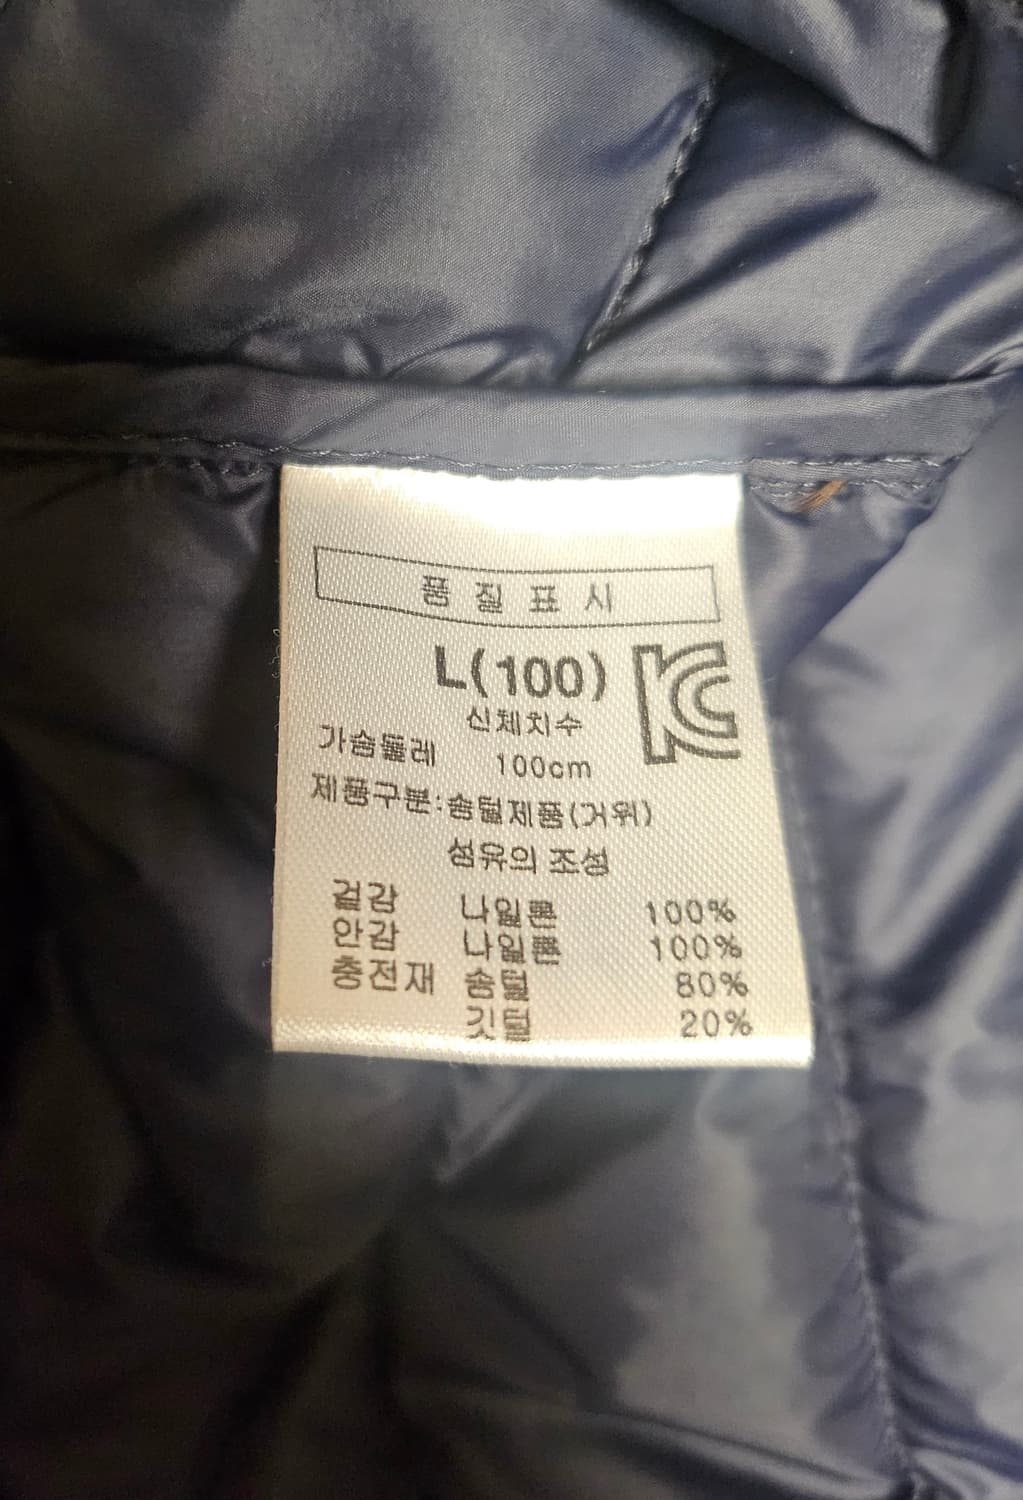 품 질 표 시
L(100)
KC
신체치수
가슴둘레 100cm
제품구분:솜털제품(거위)
섬유의 조성
겉감 나일론 100%
안감 나일론 100%
충전재 솜털 80%
깃털 20%